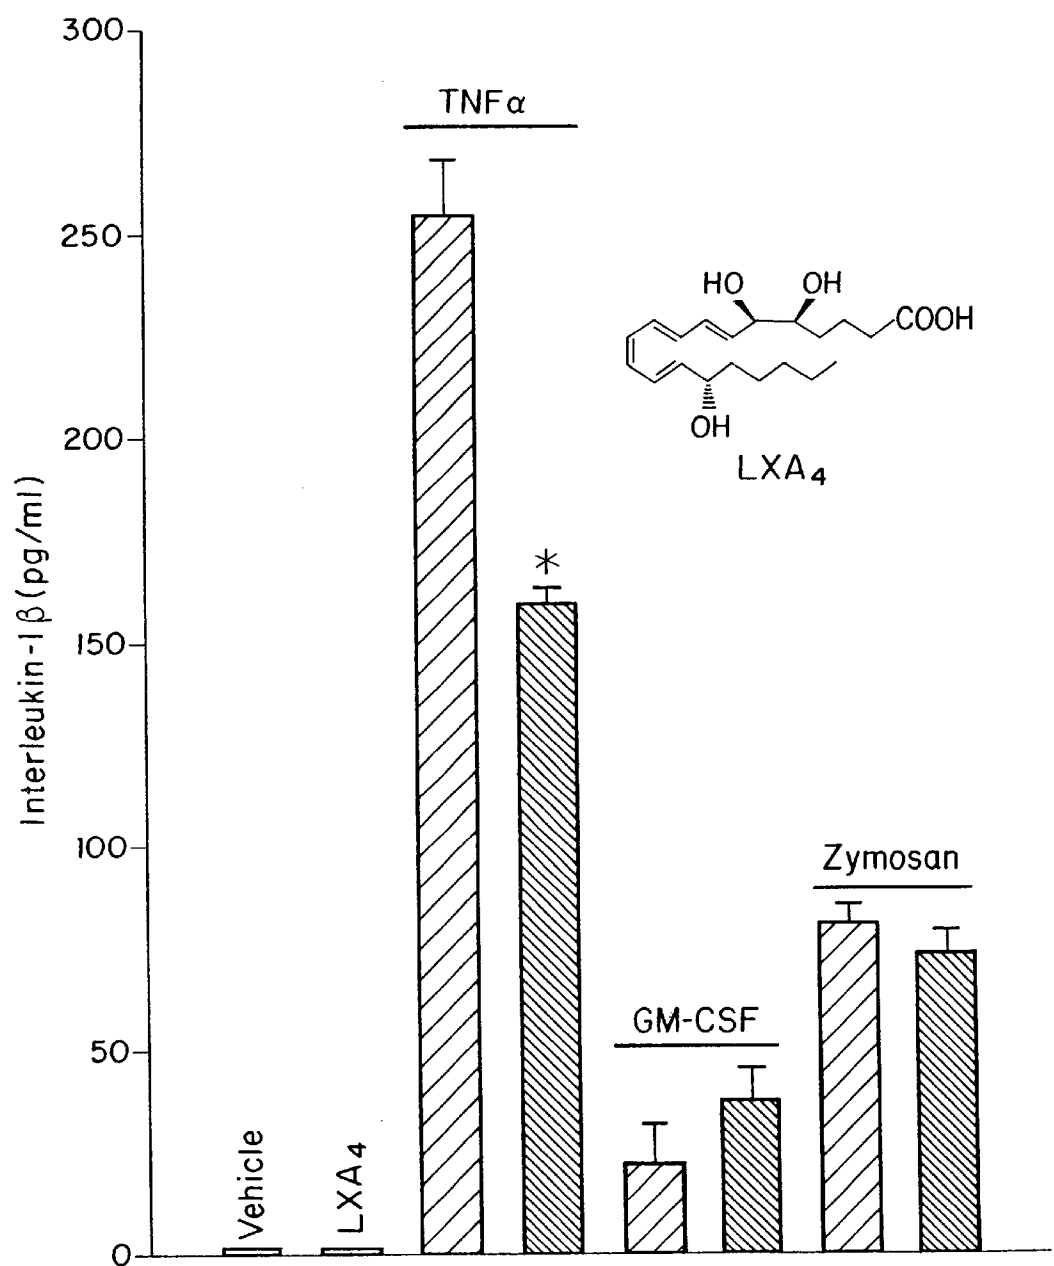 300
250
200
150
100
50
0
Interleukin-1β (pg/ml)
Vehicle
LXA4
TNFα
*
GM-CSF
Zymosan
HO OH
COOH
OH
LXA4